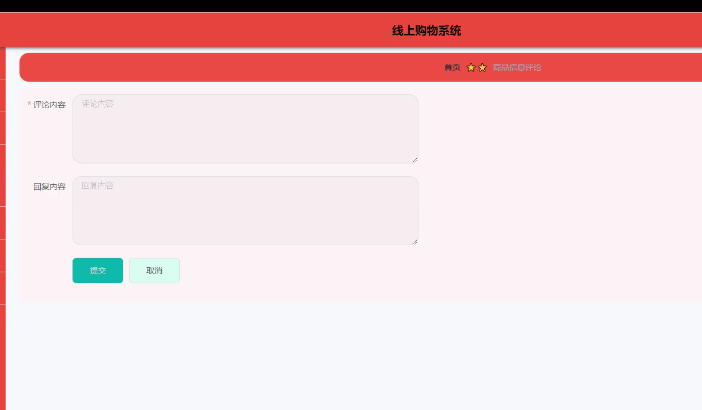 线上购物系统
首页 ⭐⭐ 商品信息评论
* 评论内容
评论内容
回复内容
回复内容
提交 取消